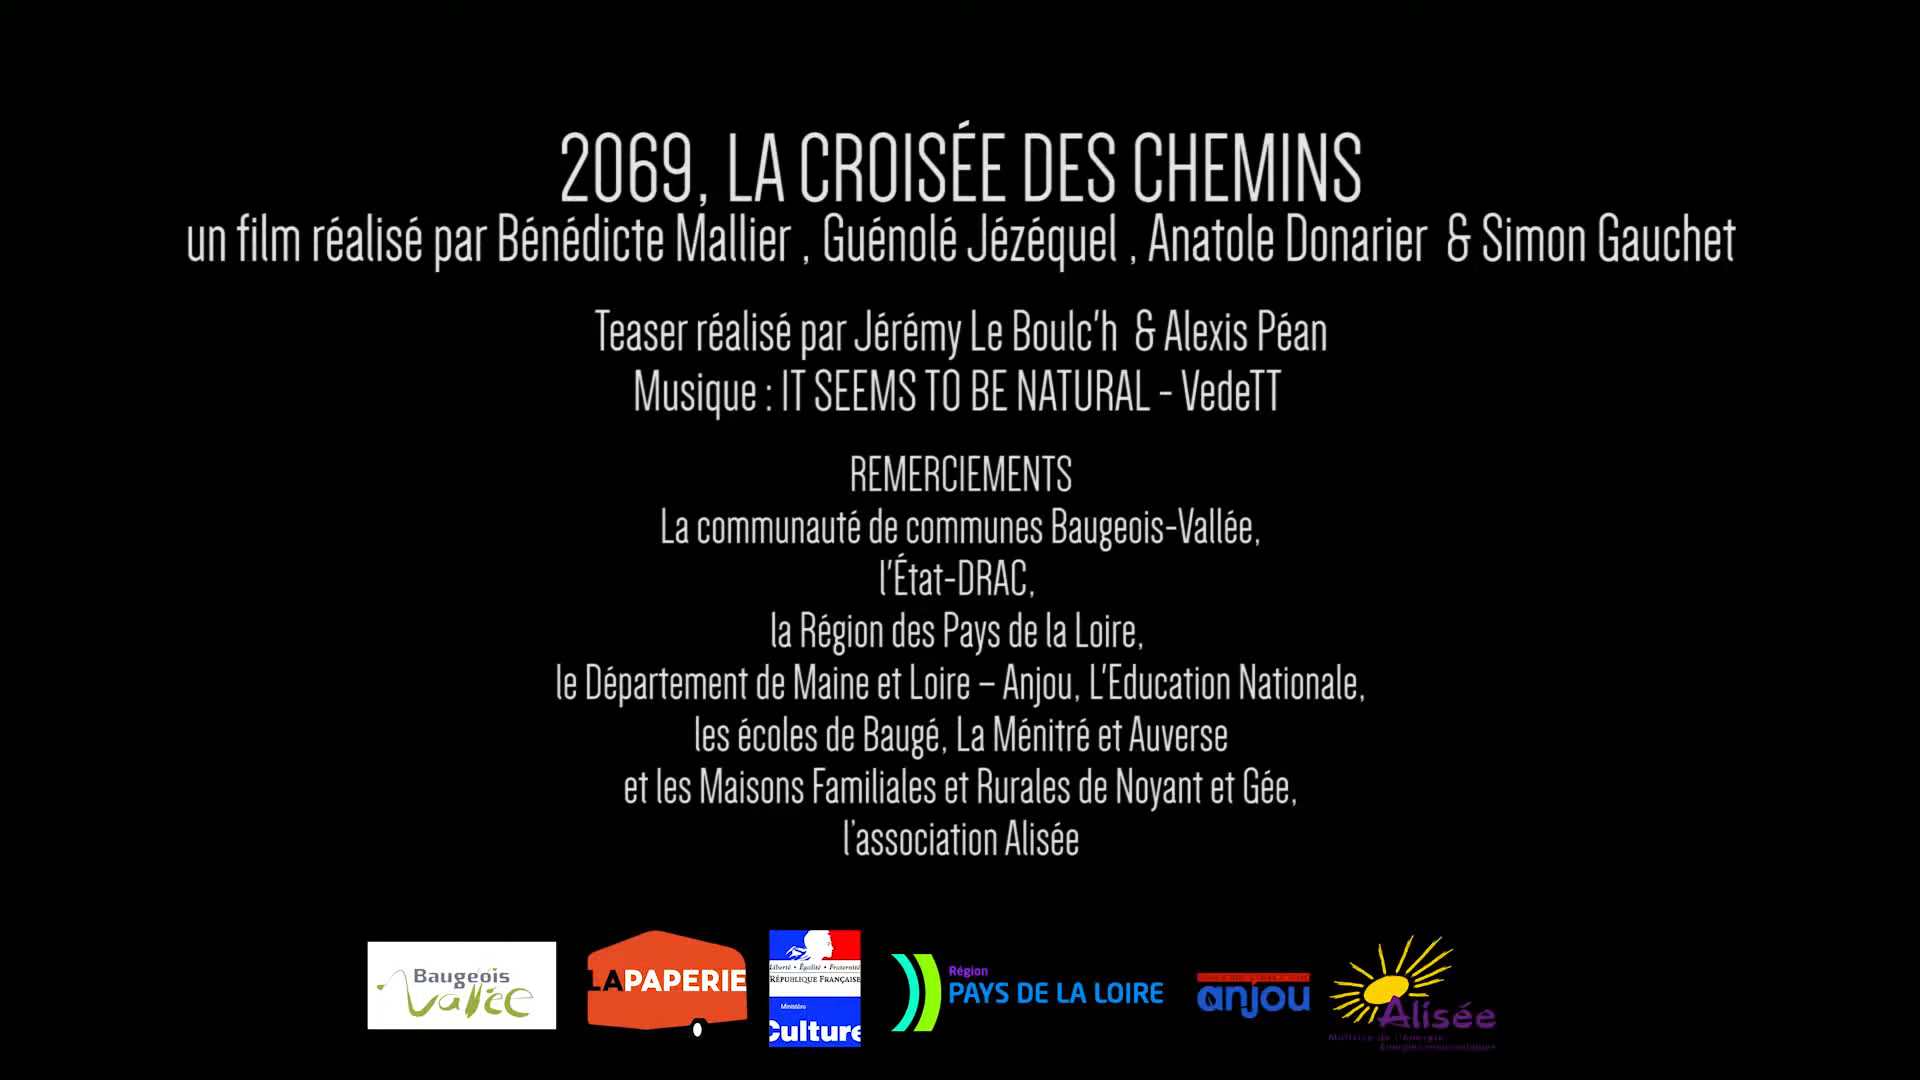 2069, LA CROISÉE DES CHEMINS
un film réalisé par Bénédicte Mallier , Guénolé Jézéquel , Anatole Donarier & Simon Gauchet
Teaser réalisé par Jérémy Le Boulc'h & Alexis Péan
Musique : IT SEEMS TO BE NATURAL - VedeTT
REMERCIEMENTS
La communauté de communes Baugeois-Vallée,
l'État-DRAC,
la Région des Pays de la Loire,
le Département de Maine et Loire – Anjou, L'Education Nationale,
les écoles de Baugé, La Ménitré et Auverse
et les Maisons Familiales et Rurales de Noyant et Gée,
l'association Alisée
Baugeois
Vallée
LAPAPERIE
Liberté • Égalité • Fraternité
RÉPUBLIQUE FRANÇAISE
Ministère
Culture
Région
PAYS DE LA LOIRE
anjou
Alisée
Maîtrise de l'énergie